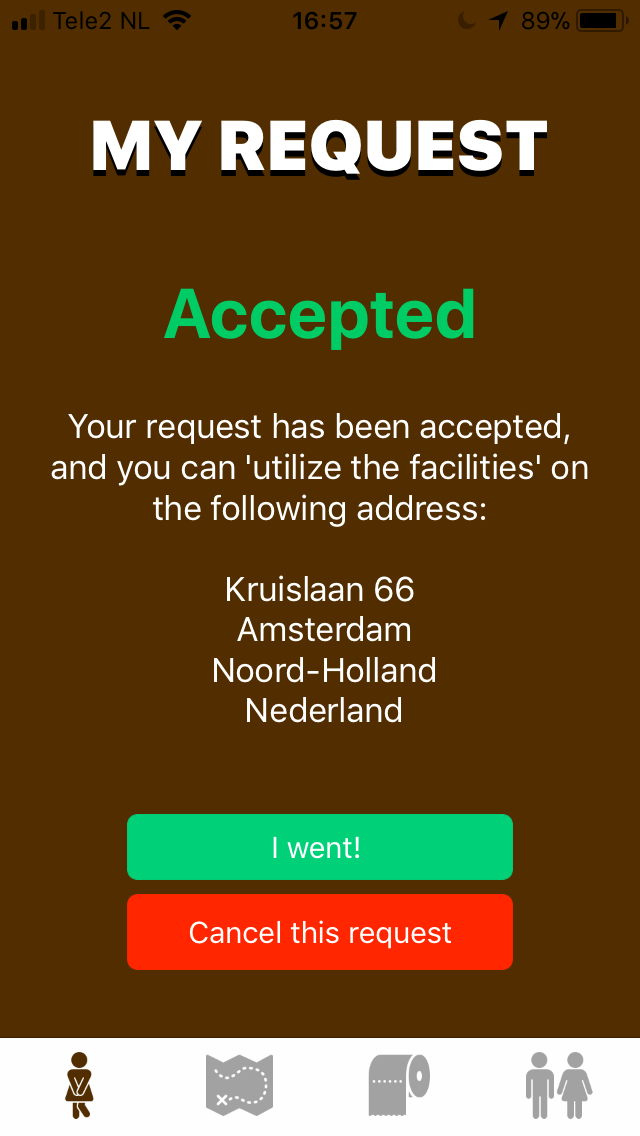 Tele2 NL 16:57 89%
MY REQUEST
Accepted
Your request has been accepted,
and you can 'utilize the facilities' on
the following address:
Kruislaan 66
Amsterdam
Noord-Holland
Nederland
I went!
Cancel this request